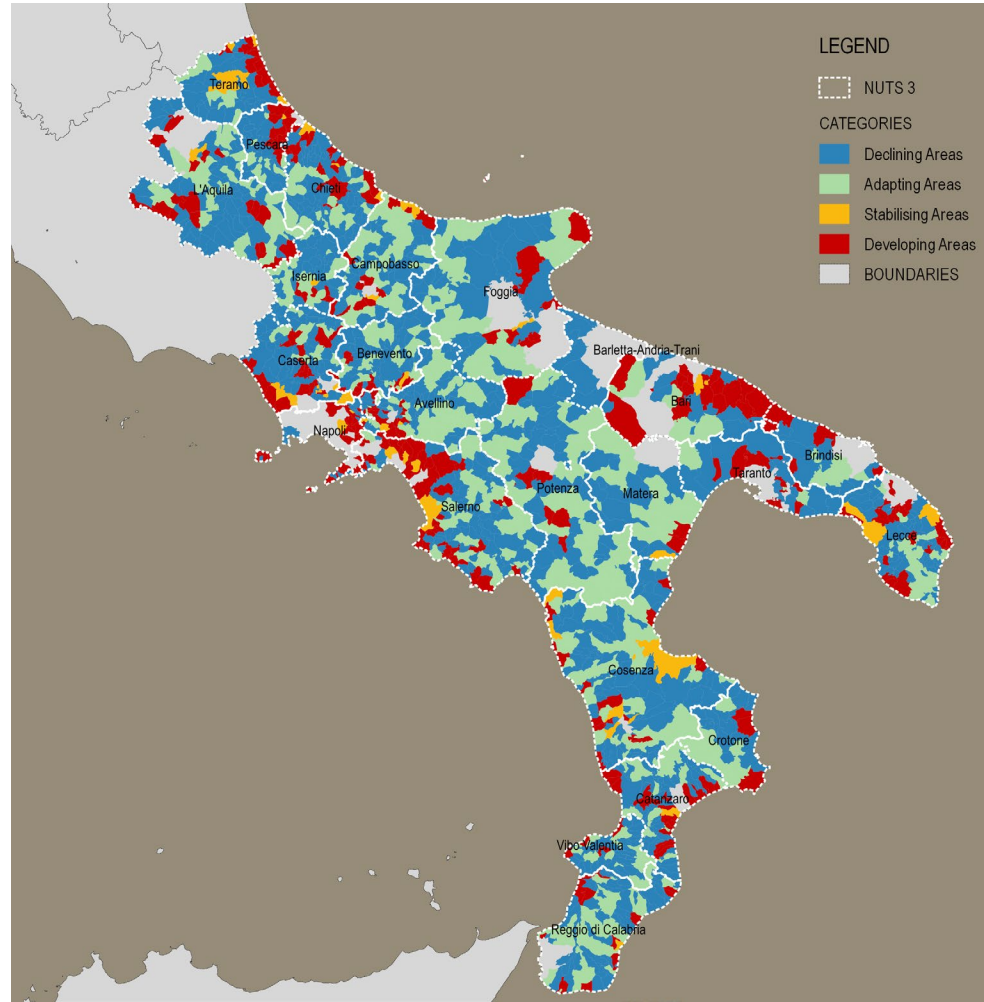 LEGEND
NUTS 3
CATEGORIES
Declining Areas
Adapting Areas
Stabilising Areas
Developing Areas
BOUNDARIES
Teramo
Pescara
L'Aquila
Chieti
Isernia
Campobasso
Foggia
Caserta
Benevento
Barletta-Andria-Trani
Avellino
Bari
Napoli
Brindisi
Taranto
Potenza
Matera
Salerno
Lecce
Cosenza
Crotone
Catanzaro
Vibo-Valentia
Reggio di Calabria